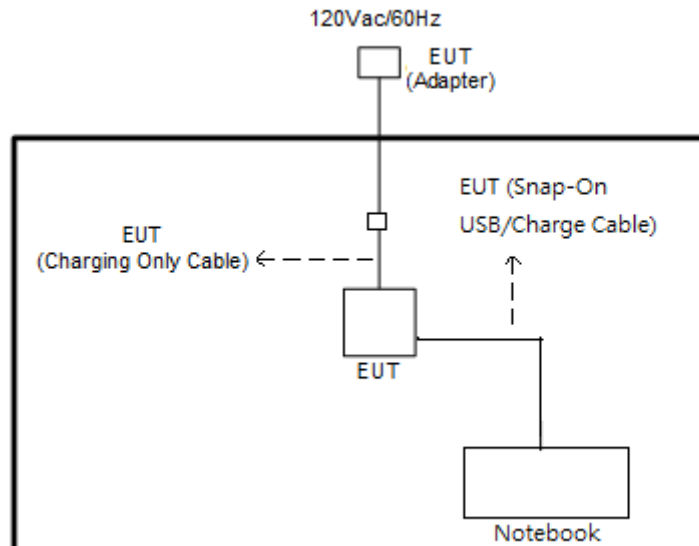 120Vac/60Hz
EUT
(Adapter)
EUT (Snap-On
USB/Charge Cable)
EUT
(Charging Only Cable)
EUT
Notebook